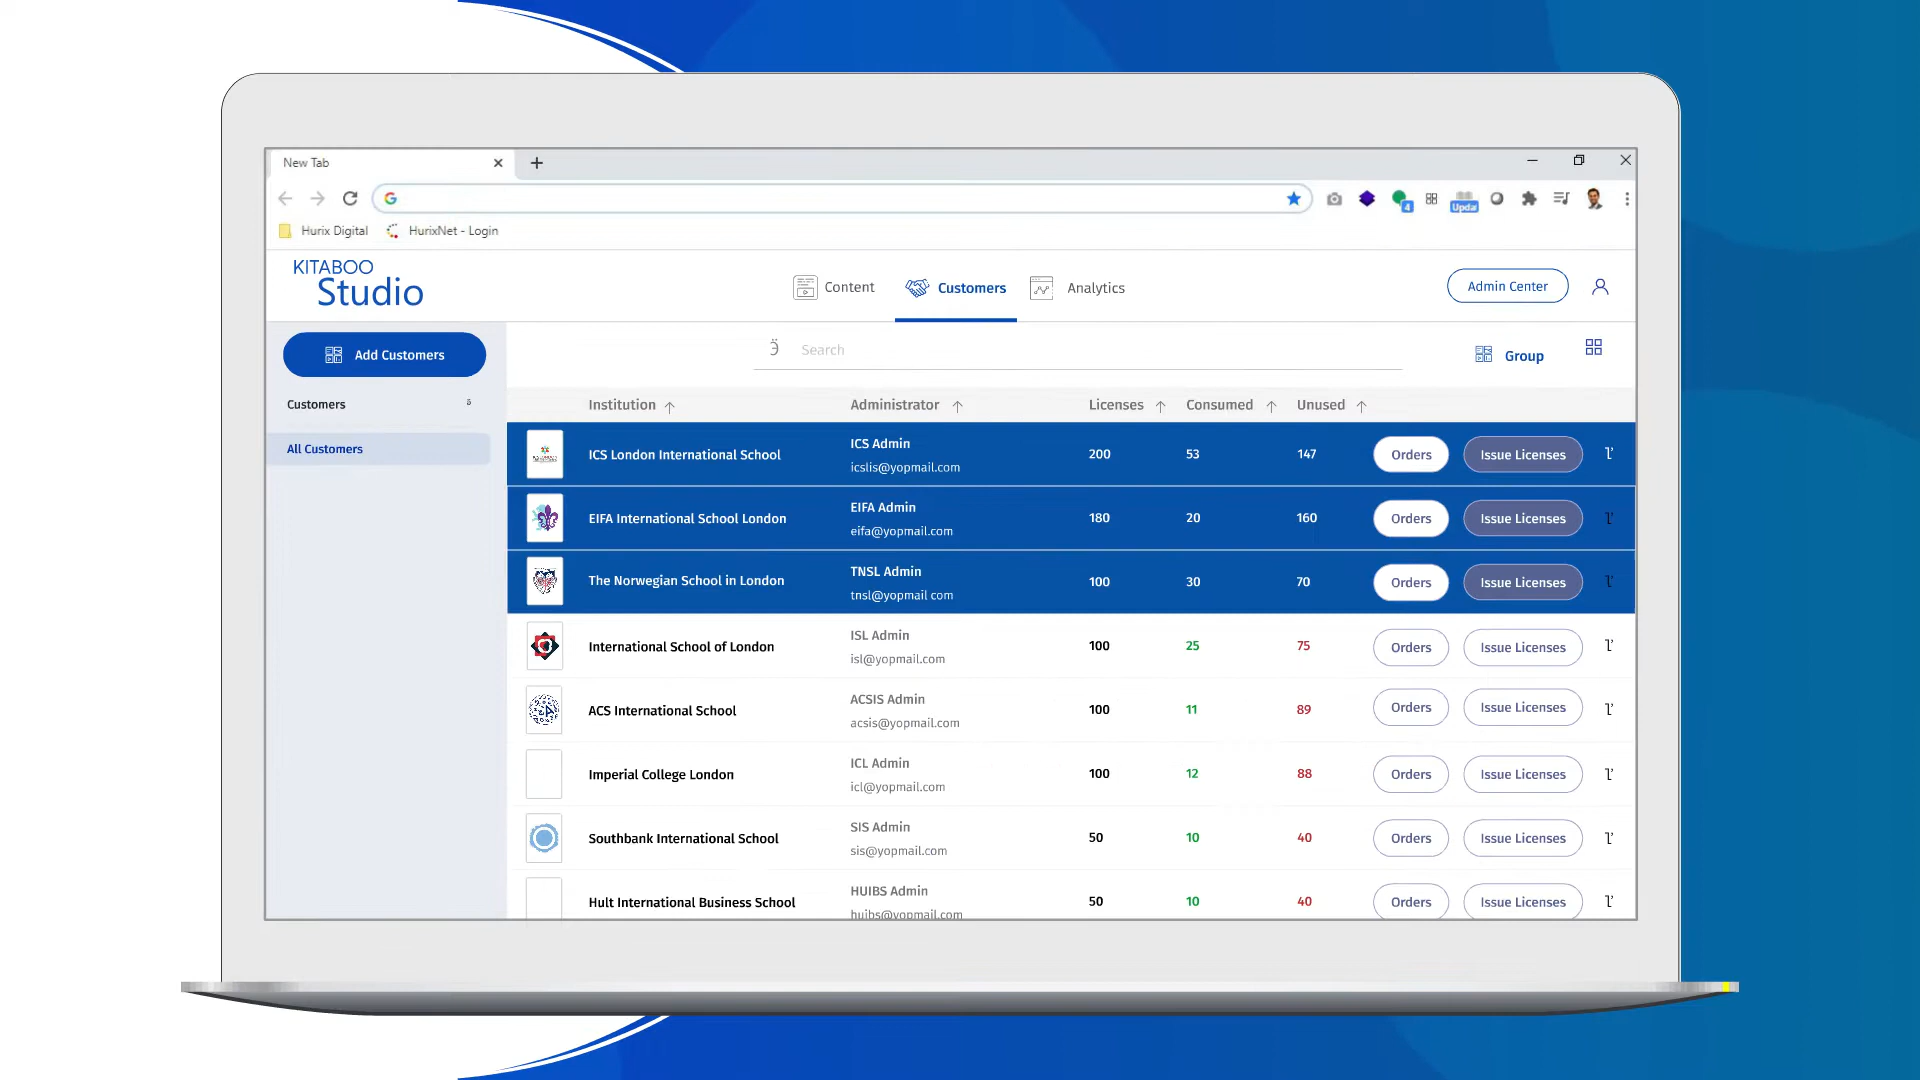 New Tab
4
Upda
Hurix Digital
HurixNet - Login
KITABOO
Studio
Content
Customers
Analytics
Admin Center
Add Customers
Search
Group
Customers
All Customers
Institution
Administrator
Licenses
Consumed
Unused
ICS London International School
ICS Admin
icslis@yopmail.com
200
53
147
Orders
Issue Licenses
EIFA International School London
EIFA Admin
eifa@yopmail.com
180
20
160
Orders
Issue Licenses
The Norwegian School in London
TNSL Admin
tnsl@yopmail com
100
30
70
Orders
Issue Licenses
International School of London
ISL Admin
isl@yopmail.com
100
25
75
Orders
Issue Licenses
ACS International School
ACSIS Admin
acsis@yopmail.com
100
11
89
Orders
Issue Licenses
Imperial College London
ICL Admin
icl@yopmail.com
100
12
88
Orders
Issue Licenses
Southbank International School
SIS Admin
sis@yopmail.com
50
10
40
Orders
Issue Licenses
Hult International Business School
HUIBS Admin
huibs@yopmail.com
50
10
40
Orders
Issue Licenses